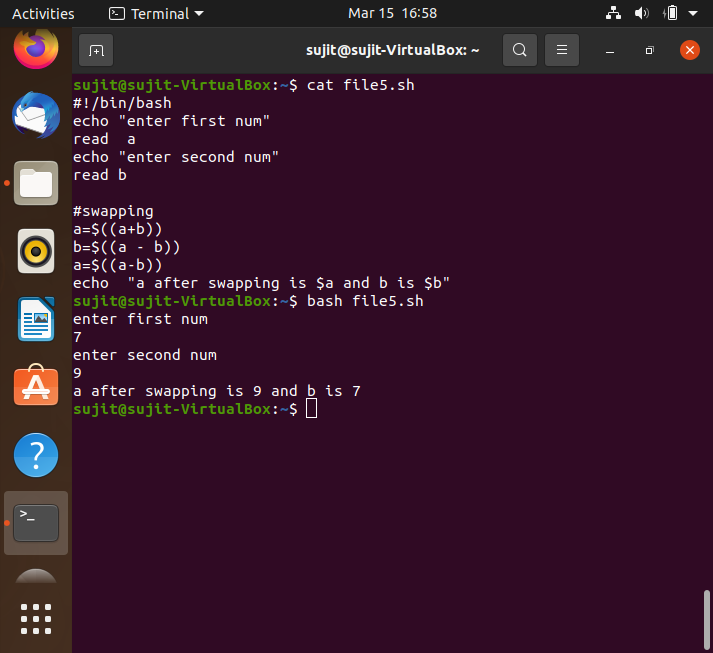 Activities Terminal Mar 15 16:58
sujit@sujit-VirtualBox: ~
sujit@sujit-VirtualBox:~$ cat file5.sh
#!/bin/bash
echo "enter first num"
read  a
echo "enter second num"
read b
#swapping
a=$((a+b))
b=$((a - b))
a=$((a-b))
echo  "a after swapping is $a and b is $b"
sujit@sujit-VirtualBox:~$ bash file5.sh
enter first num
7
enter second num
9
a after swapping is 9 and b is 7
sujit@sujit-VirtualBox:~$